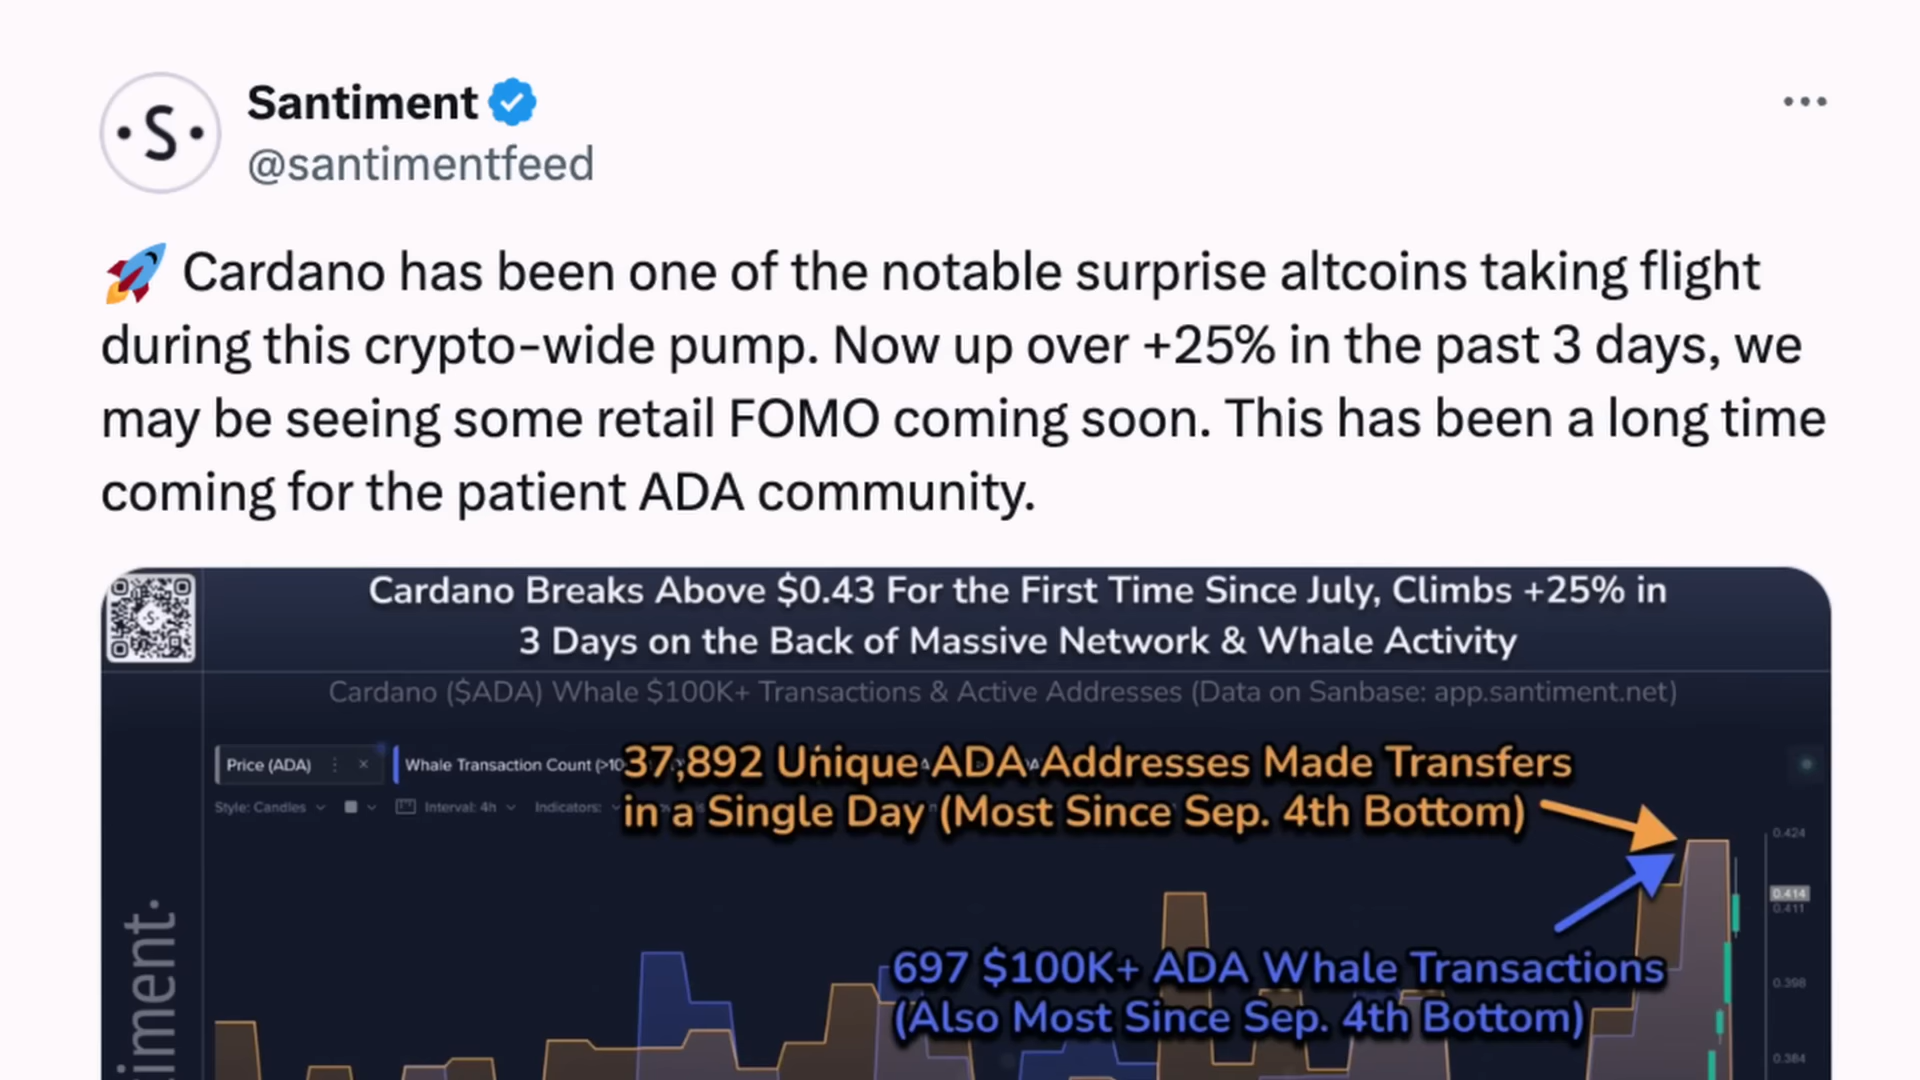 Santiment
@santimentfeed
Cardano has been one of the notable surprise altcoins taking flight
during this crypto-wide pump. Now up over +25% in the past 3 days, we
may be seeing some retail FOMO coming soon. This has been a long time
coming for the patient ADA community.
Cardano Breaks Above $0.43 For the First Time Since July, Climbs +25% in
3 Days on the Back of Massive Network & Whale Activity
Cardano ($ADA) Whale $100K+ Transactions & Active Addresses (Data on Sanbase: app.santiment.net)
37,892 Unique ADA Addresses Made Transfers
in a Single Day (Most Since Sep. 4th Bottom)
Price (ADA)
Whale Transaction Count (>10
Style: Candles
Interval: 4h
Indicators:
697 $100K+ ADA Whale Transactions
(Also Most Since Sep. 4th Bottom)
0.424
0.414
0.411
0.398
0.384
timent.